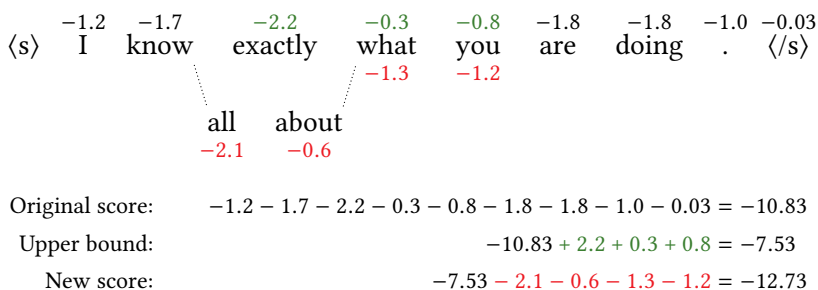 −1.2 −1.7 −2.2 −0.3 −0.8 −1.8 −1.8 −1.0 −0.03
⟨s⟩ I know exactly what you are doing . ⟨/s⟩
−1.3 −1.2
all about
−2.1 −0.6
Original score: −1.2 − 1.7 − 2.2 − 0.3 − 0.8 − 1.8 − 1.8 − 1.0 − 0.03 = −10.83
Upper bound: −10.83 + 2.2 + 0.3 + 0.8 = −7.53
New score: −7.53 − 2.1 − 0.6 − 1.3 − 1.2 = −12.73